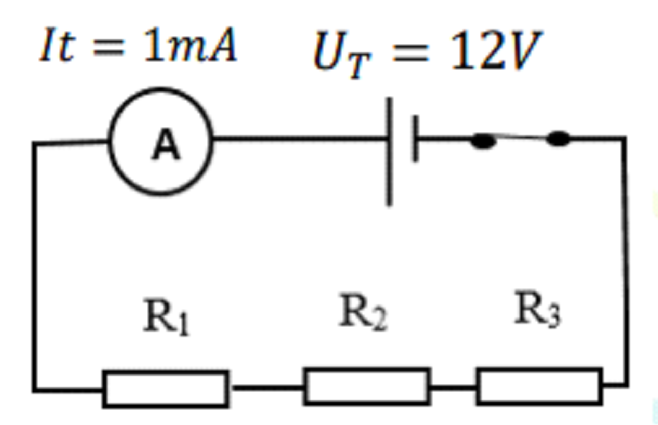 It = 1mA U_T = 12V
A
R₁ R₂ R₃